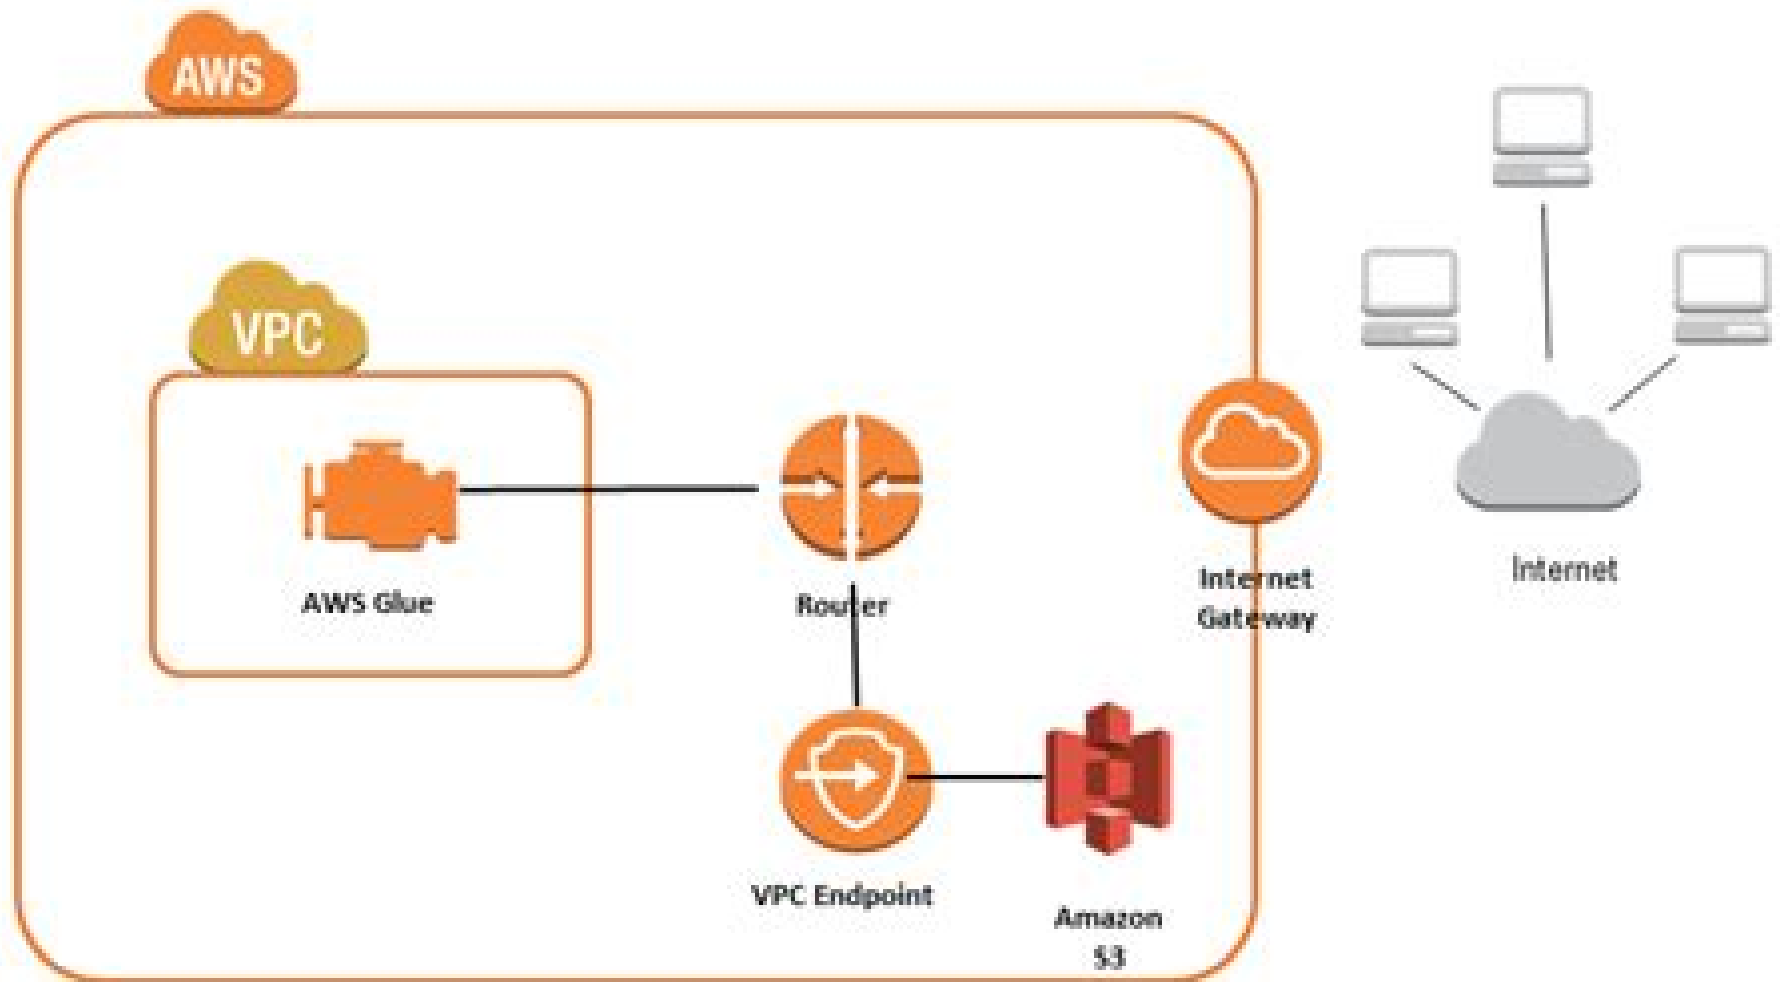 AWS
VPC
AWS Glue
Router
Internet
Gateway
Internet
VPC Endpoint
Amazon
S3